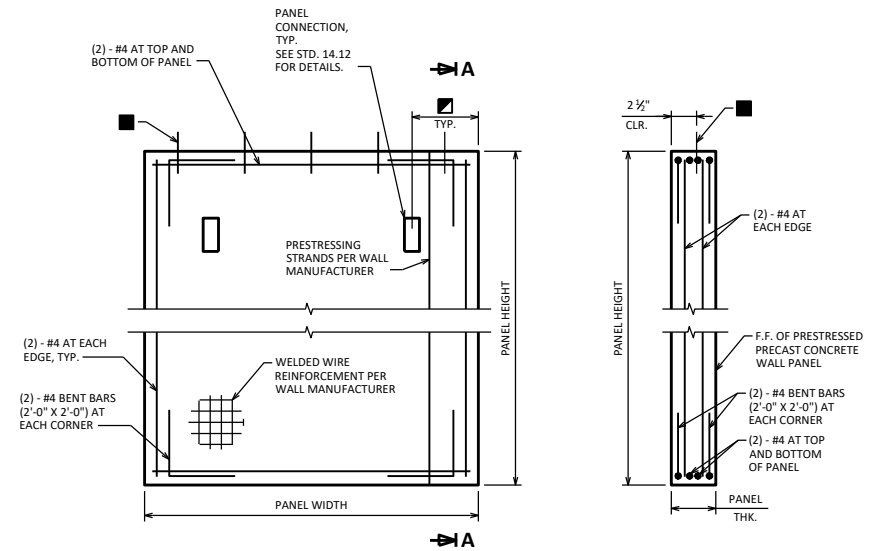 PANEL
CONNECTION,
TYP.
SEE STD. 14.12
FOR DETAILS.
(2) - #4 AT TOP AND
BOTTOM OF PANEL
A
TYP.
2 ½"
CLR.
(2) - #4 AT
EACH EDGE
PRESTRESSING
STRANDS PER WALL
MANUFACTURER
PANEL HEIGHT
PANEL HEIGHT
(2) - #4 AT EACH
EDGE, TYP.
WELDED WIRE
REINFORCEMENT PER
WALL MANUFACTURER
(2) - #4 BENT BARS
(2'-0" X 2'-0") AT
EACH CORNER
F.F. OF PRESTRESSED
PRECAST CONCRETE
WALL PANEL
(2) - #4 BENT BARS
(2'-0" X 2'-0") AT
EACH CORNER
(2) - #4 AT TOP
AND BOTTOM
OF PANEL
PANEL WIDTH
PANEL
THK.
A